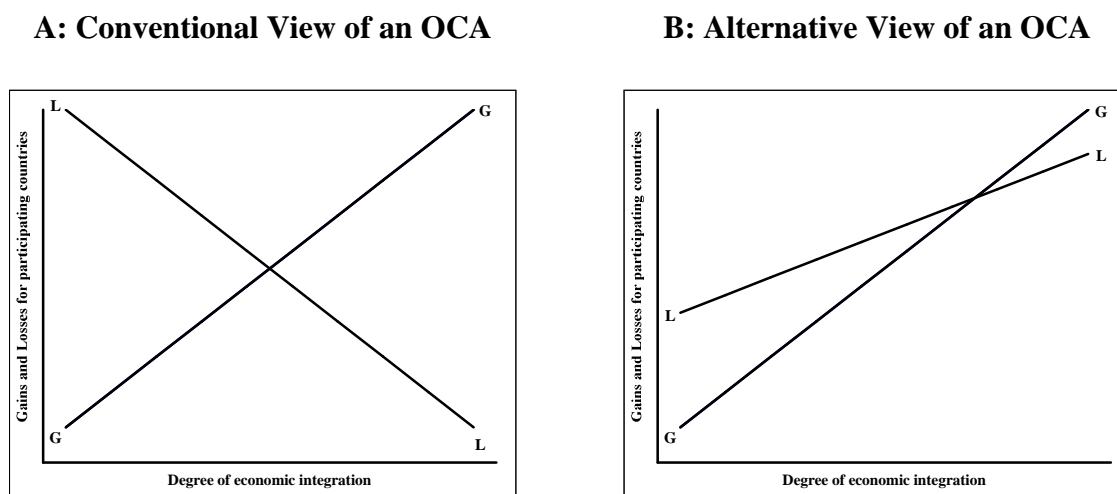 A: Conventional View of an OCA
L
G
Gains and Losses for participating countries
G
L
Degree of economic integration
B: Alternative View of an OCA
G
L
Gains and Losses for participating countries
L
G
Degree of economic integration